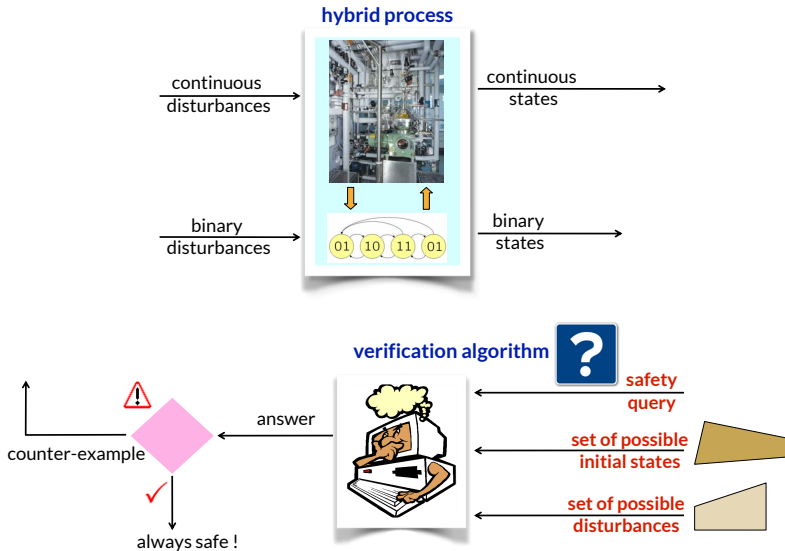 hybrid process
continuous
disturbances
continuous
states
binary
disturbances
01 10 11 01
binary
states
verification algorithm
?
safety
query
!
answer
set of possible
initial states
counter-example
set of possible
disturbances
always safe !